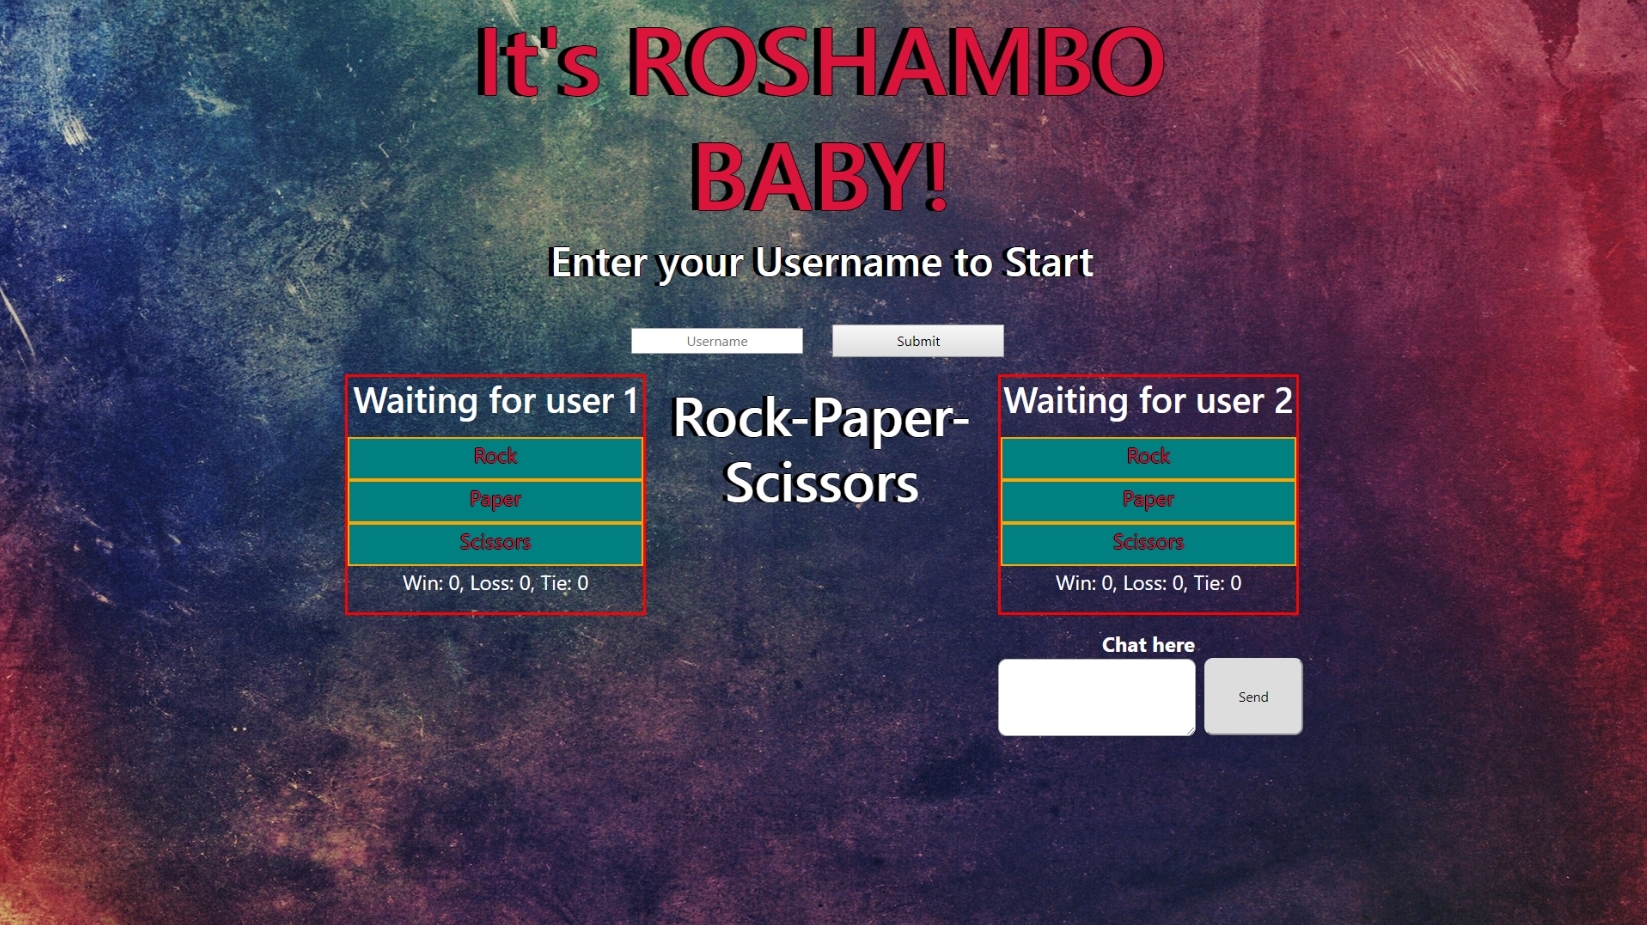 It's ROSHAMBO
BABY!
Enter your Username to Start
Username
Submit
Waiting for user 1
Rock
Paper
Scissors
Win: 0, Loss: 0, Tie: 0
Rock-Paper-
Scissors
Waiting for user 2
Rock
Paper
Scissors
Win: 0, Loss: 0, Tie: 0
Chat here
Send